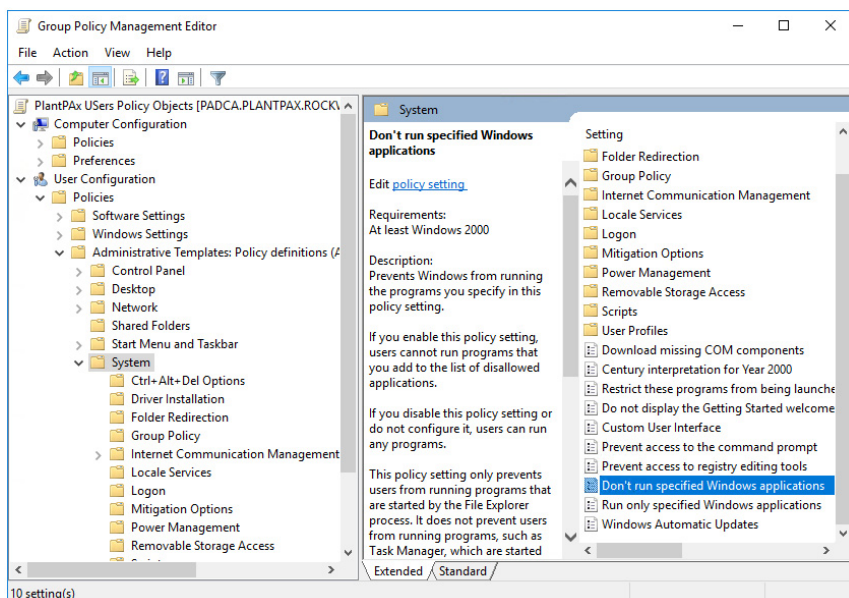 Group Policy Management Editor
File Action View Help
PlantPAx USers Policy Objects [PADCA.PLANTPAX.ROCKV
Computer Configuration
Policies
Preferences
User Configuration
Policies
Software Settings
Windows Settings
Administrative Templates: Policy definitions (A
Control Panel
Desktop
Network
Shared Folders
Start Menu and Taskbar
System
Ctrl+Alt+Del Options
Driver Installation
Folder Redirection
Group Policy
Internet Communication Management
Locale Services
Logon
Mitigation Options
Power Management
Removable Storage Access
System
Don't run specified Windows
applications
Edit policy setting
Requirements:
At least Windows 2000
Description:
Prevents Windows from running
the programs you specify in this
policy setting.
If you enable this policy setting,
users cannot run programs that
you add to the list of disallowed
applications.
If you disable this policy setting or
do not configure it, users can run
any programs.
This policy setting only prevents
users from running programs that
are started by the File Explorer
process. It does not prevent users
from running programs, such as
Task Manager, which are started
Setting
Folder Redirection
Group Policy
Internet Communication Management
Locale Services
Logon
Mitigation Options
Power Management
Removable Storage Access
Scripts
User Profiles
Download missing COM components
Century interpretation for Year 2000
Restrict these programs from being launche
Do not display the Getting Started welcome
Custom User Interface
Prevent access to the command prompt
Prevent access to registry editing tools
Don't run specified Windows applications
Run only specified Windows applications
Windows Automatic Updates
Extended Standard
10 setting(s)